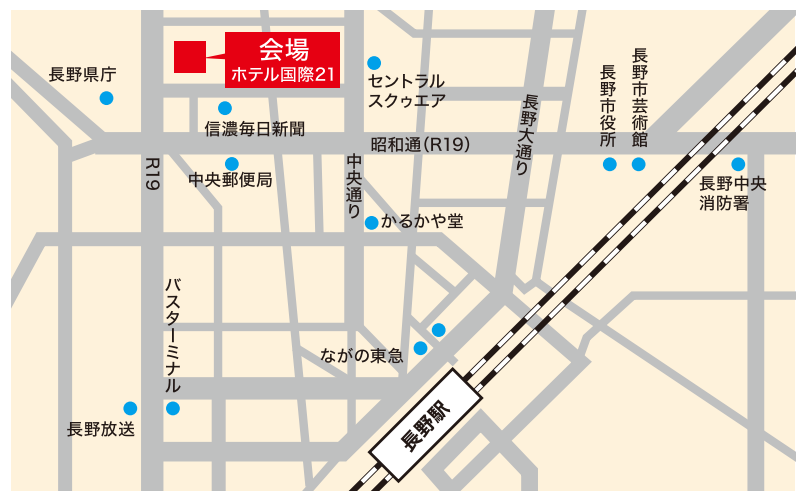 会場
ホテル国際21
長野県庁
セントラル
スクゥエア
信濃毎日新聞
長野大通り
長野市役所
長野市芸術館
昭和通(R19)
R19
中央郵便局
中央通り
長野中央
消防署
かるかや堂
バスターミナル
ながの東急
長野放送
長野駅